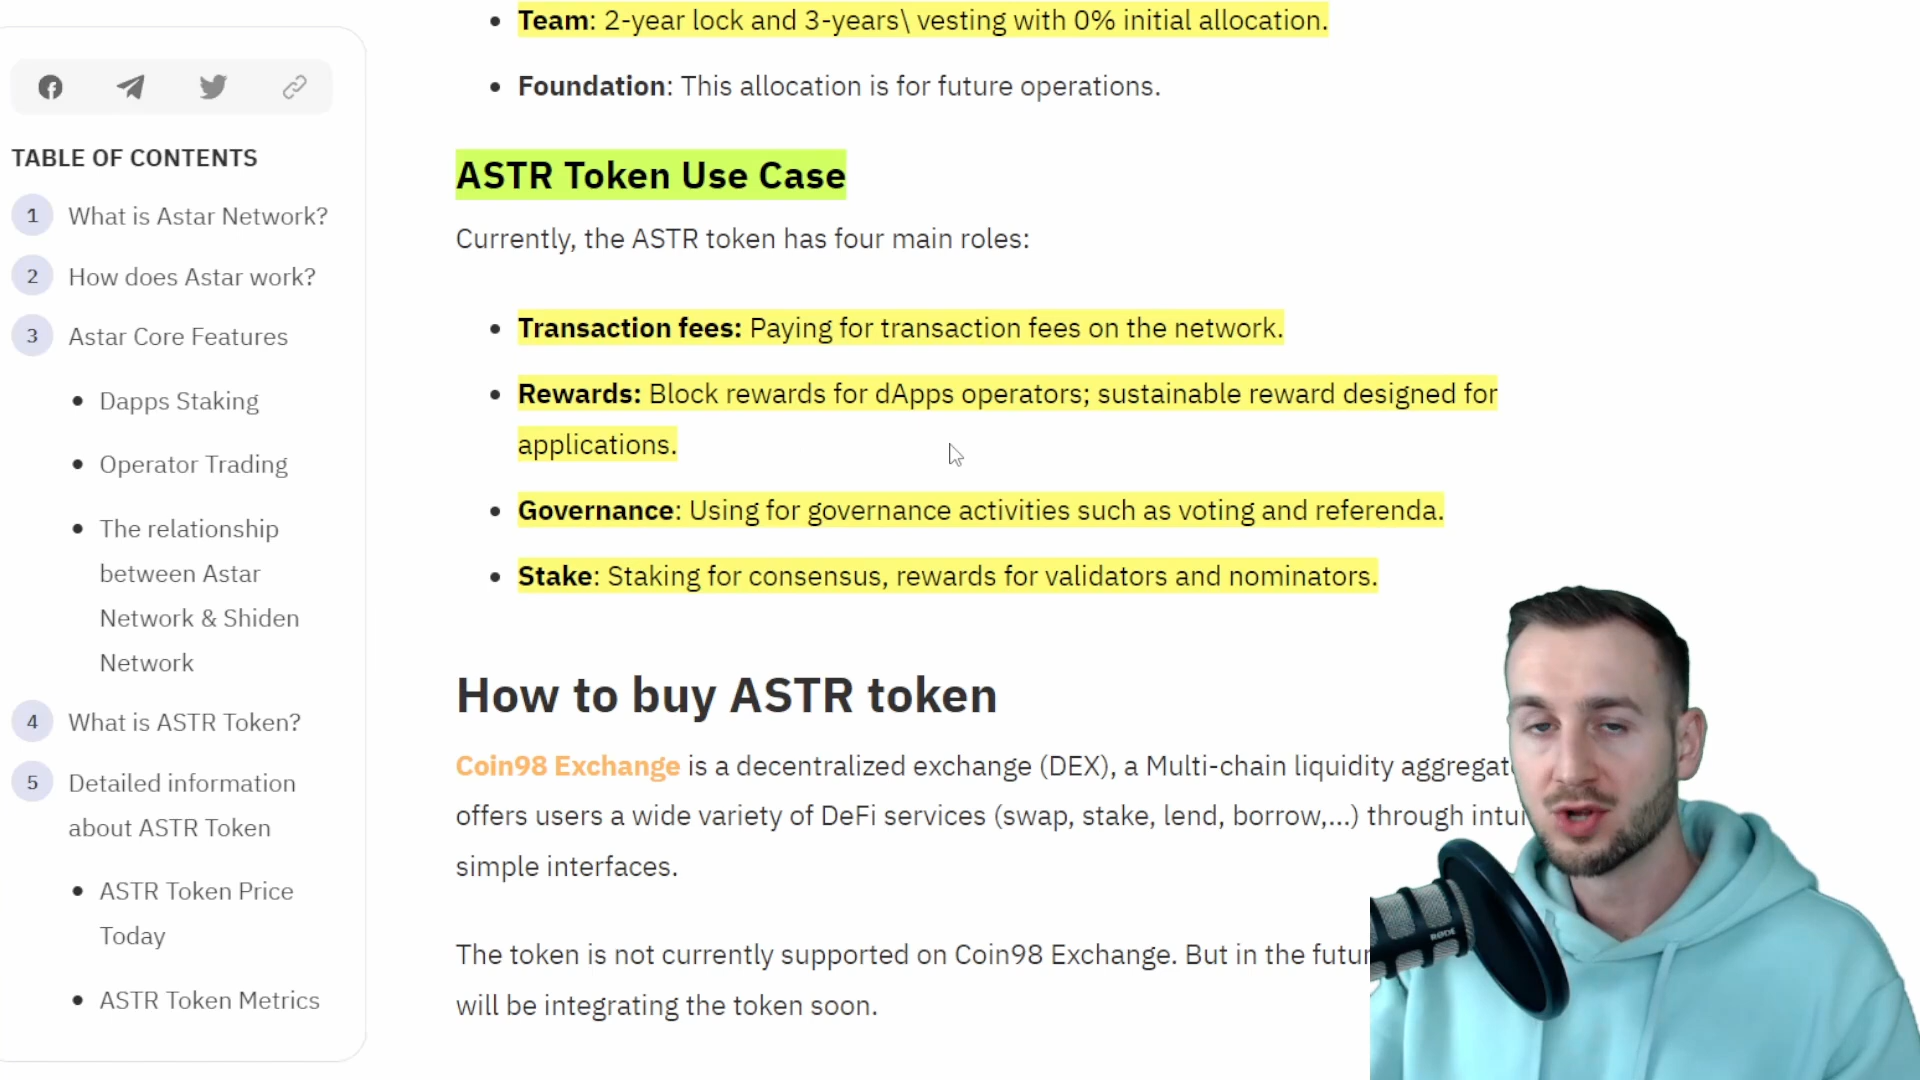 TABLE OF CONTENTS
1 What is Astar Network?
2 How does Astar work?
3 Astar Core Features
• Dapps Staking
• Operator Trading
• The relationship
between Astar
Network & Shiden
Network
4 What is ASTR Token?
5 Detailed information
about ASTR Token
• ASTR Token Price
Today
• ASTR Token Metrics
• Team: 2-year lock and 3-years\ vesting with 0% initial allocation.
• Foundation: This allocation is for future operations.
ASTR Token Use Case
Currently, the ASTR token has four main roles:
• Transaction fees: Paying for transaction fees on the network.
• Rewards: Block rewards for dApps operators; sustainable reward designed for
applications.
• Governance: Using for governance activities such as voting and referenda.
• Stake: Staking for consensus, rewards for validators and nominators.
How to buy ASTR token
Coin98 Exchange is a decentralized exchange (DEX), a Multi-chain liquidity
offers users a wide variety of DeFi services (swap, stake, lend, borrow,...) through
simple interfaces.
The token is not currently supported on Coin98 Exchange. But in the
will be integrating the token soon.
RØDE